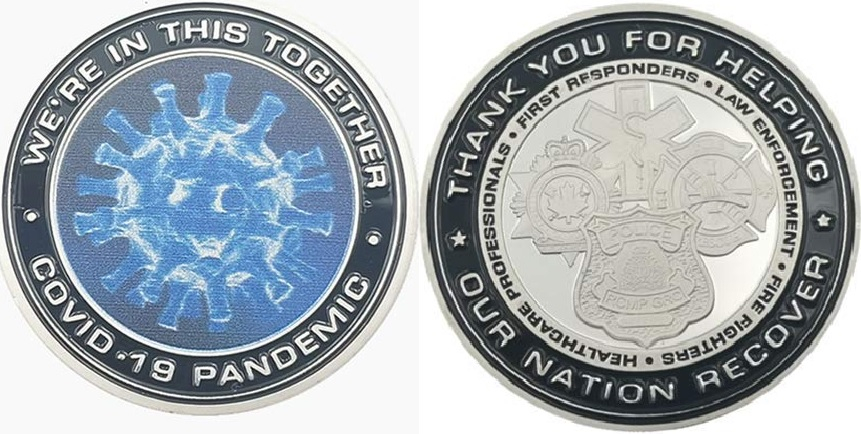 WE'RE IN THIS TOGETHER
COVID-19 PANDEMIC
THANK YOU FOR HELPING
OUR NATION RECOVER
HEALTHCARE PROFESSIONALS • FIRST RESPONDERS • LAW ENFORCEMENT • FIRE FIGHTERS •
POLICE